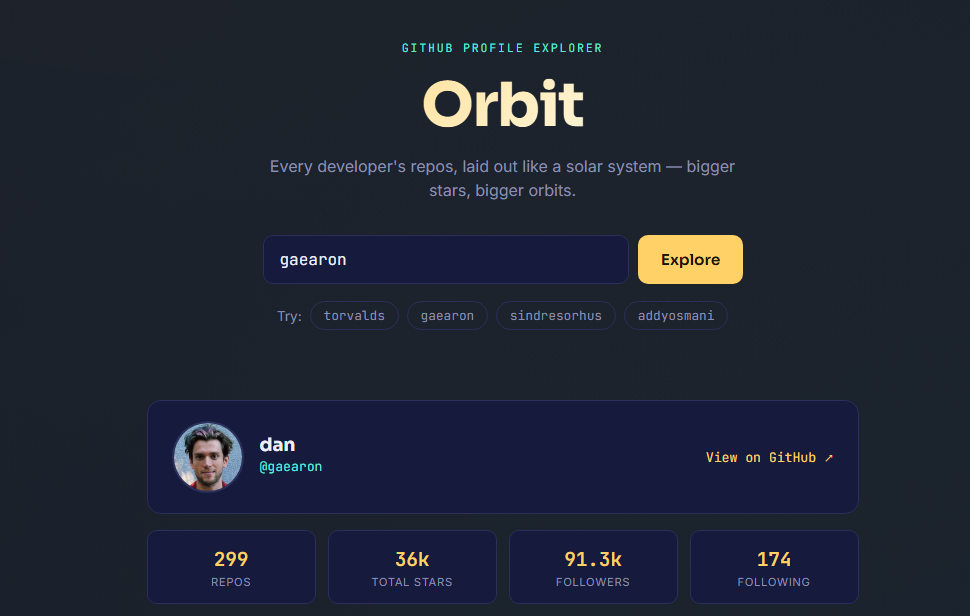 GITHUB PROFILE EXPLORER
Orbit
Every developer's repos, laid out like a solar system — bigger
stars, bigger orbits.
gaearon Explore
Try: torvalds gaearon sindresorhus addyosmani
dan
@gaearon
View on GitHub ↗
299 36k 91.3k 174
REPOS TOTAL STARS FOLLOWERS FOLLOWING